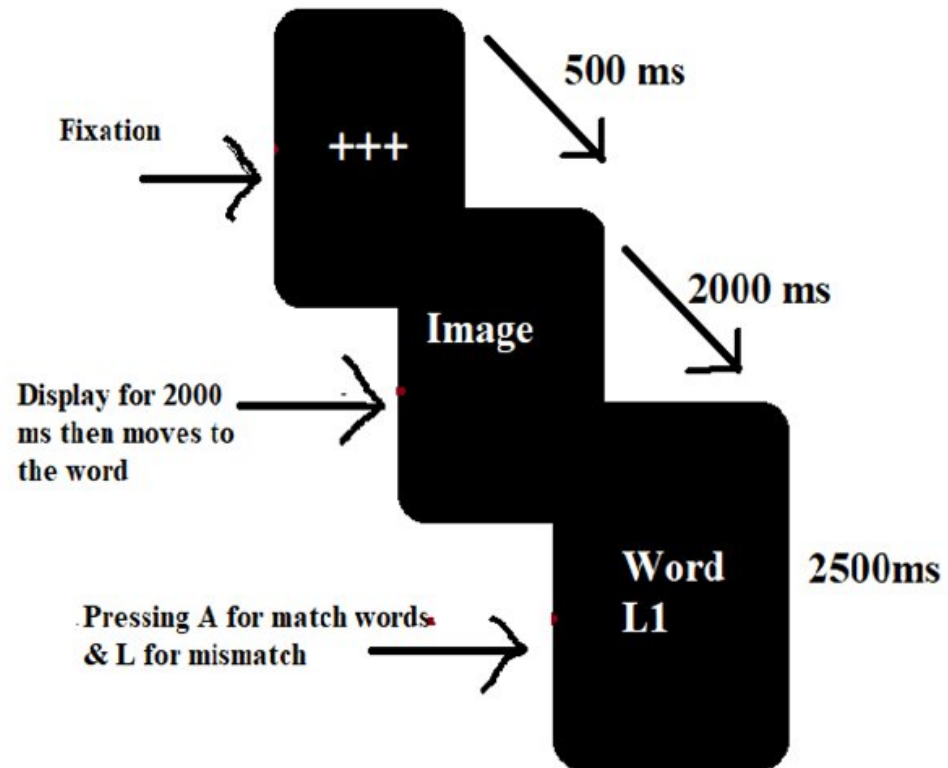 500 ms
Fixation
+++
2000 ms
Image
Display for 2000
ms then moves to
the word
Word
L1
2500ms
Pressing A for match words
& L for mismatch